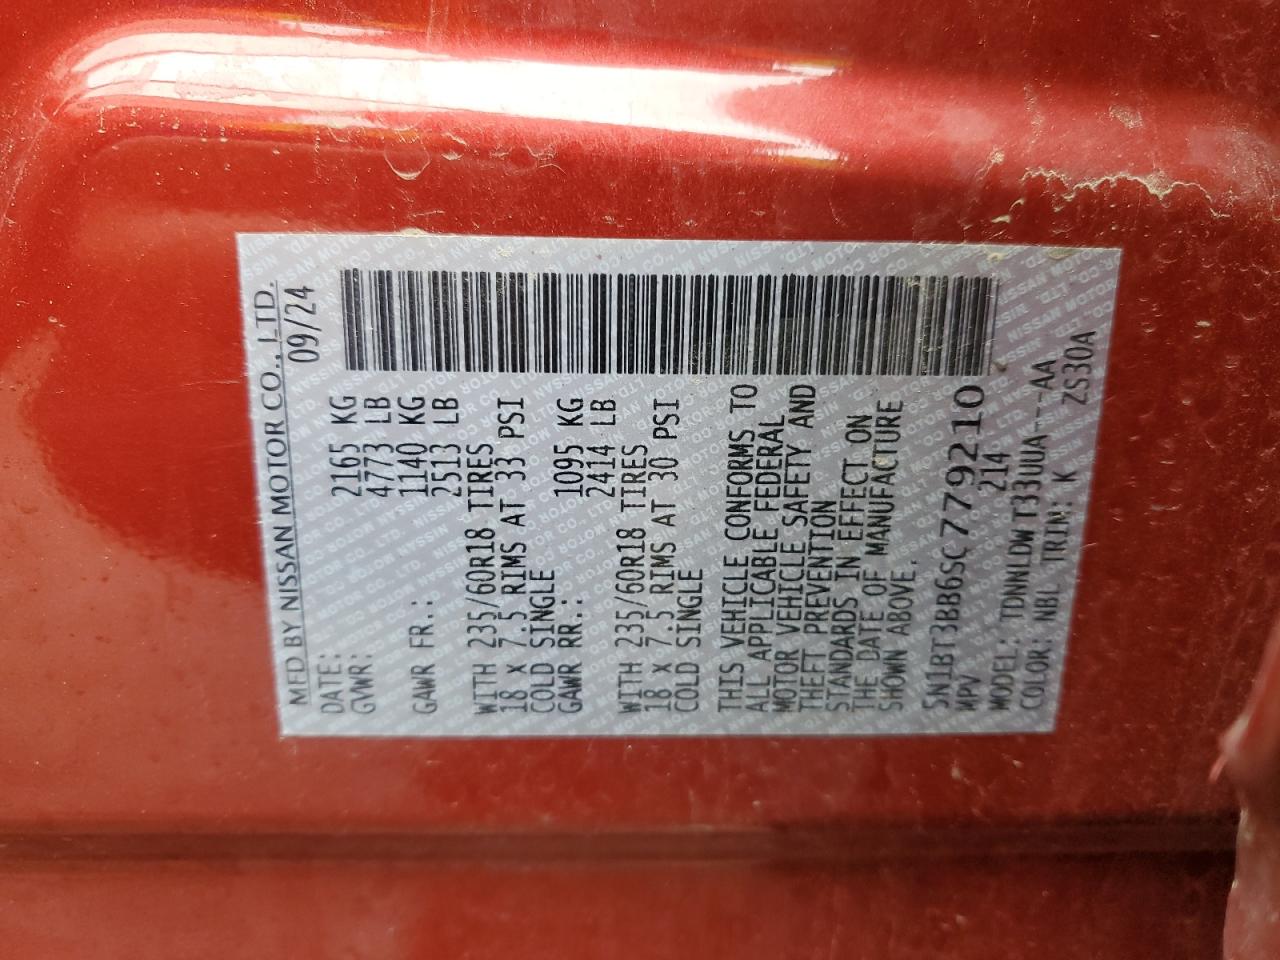 MFD BY NISSAN MOTOR CO., LTD.
DATE: 09/24
GVWR: 2165 KG
4773 LB
GAWR FR.: 1140 KG
2513 LB
WITH 235/60R18 TIRES
18 x 7.5 RIMS AT 33 PSI
COLD SINGLE
GAWR RR.: 1095 KG
2414 LB
WITH 235/60R18 TIRES
18 x 7.5 RIMS AT 30 PSI
COLD SINGLE
THIS VEHICLE CONFORMS TO
ALL APPLICABLE FEDERAL
MOTOR VEHICLE SAFETY AND
THEFT PREVENTION
STANDARDS IN EFFECT ON
THE DATE OF MANUFACTURE
SHOWN ABOVE.
5N1BT3BB6SC779210
MPV 214
MODEL: TDNNLDWT33UUA---AA
COLOR: NBL TRIM: K ZS30A